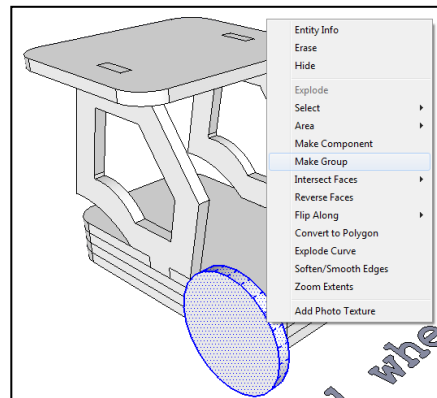 Entity Info
Erase
Hide
Explode
Select
Area
Make Component
Make Group
Intersect Faces
Reverse Faces
Flip Along
Convert to Polygon
Explode Curve
Soften/Smooth Edges
Zoom Extents
Add Photo Texture